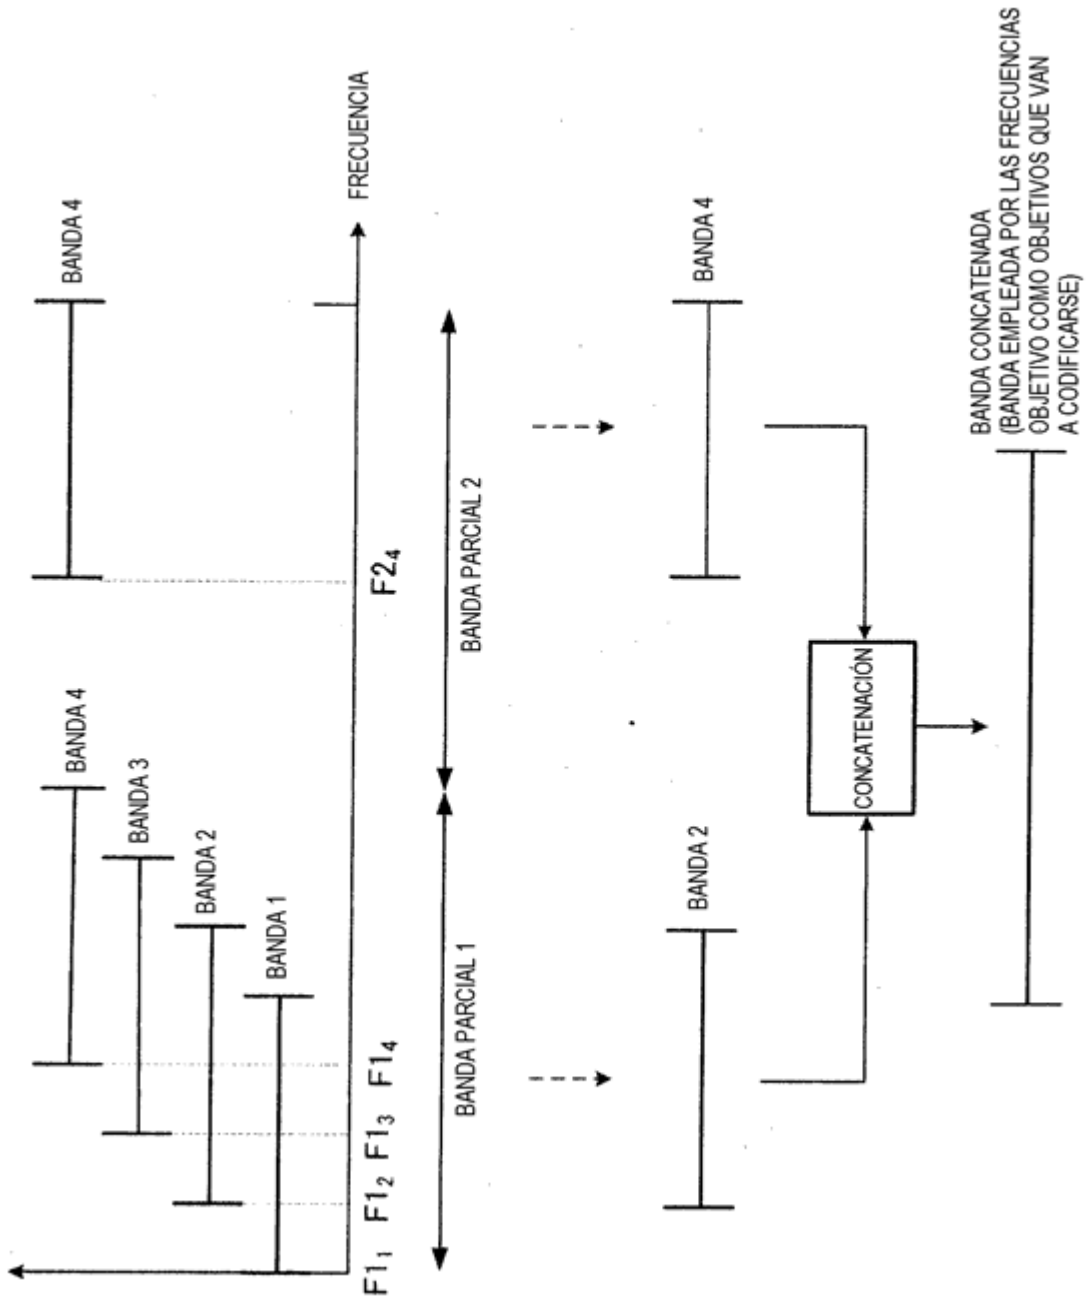 BANDA 4
BANDA 4
BANDA 3
BANDA 2
BANDA 1
FRECUENCIA
F1₁ F1₂ F1₃ F1₄ F2₄
BANDA PARCIAL 1
BANDA PARCIAL 2
BANDA 2
BANDA 4
CONCATENACIÓN
BANDA CONCATENADA
(BANDA EMPLEADA POR LAS FRECUENCIAS
OBJETIVO COMO OBJETIVOS QUE VAN
A CODIFICARSE)